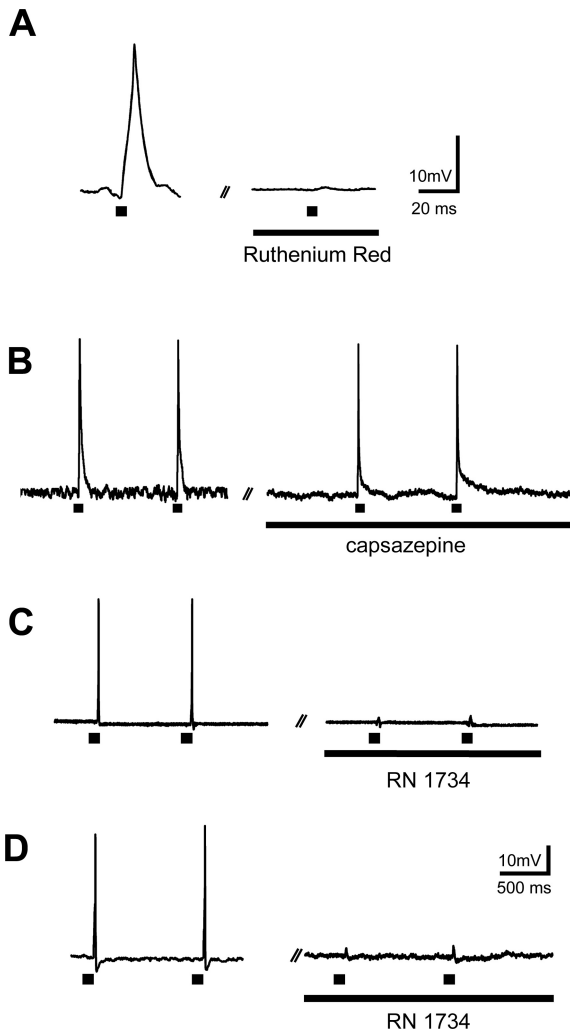 A
10mV
20 ms
Ruthenium Red
B
capsazepine
C
RN 1734
D
10mV
500 ms
RN 1734